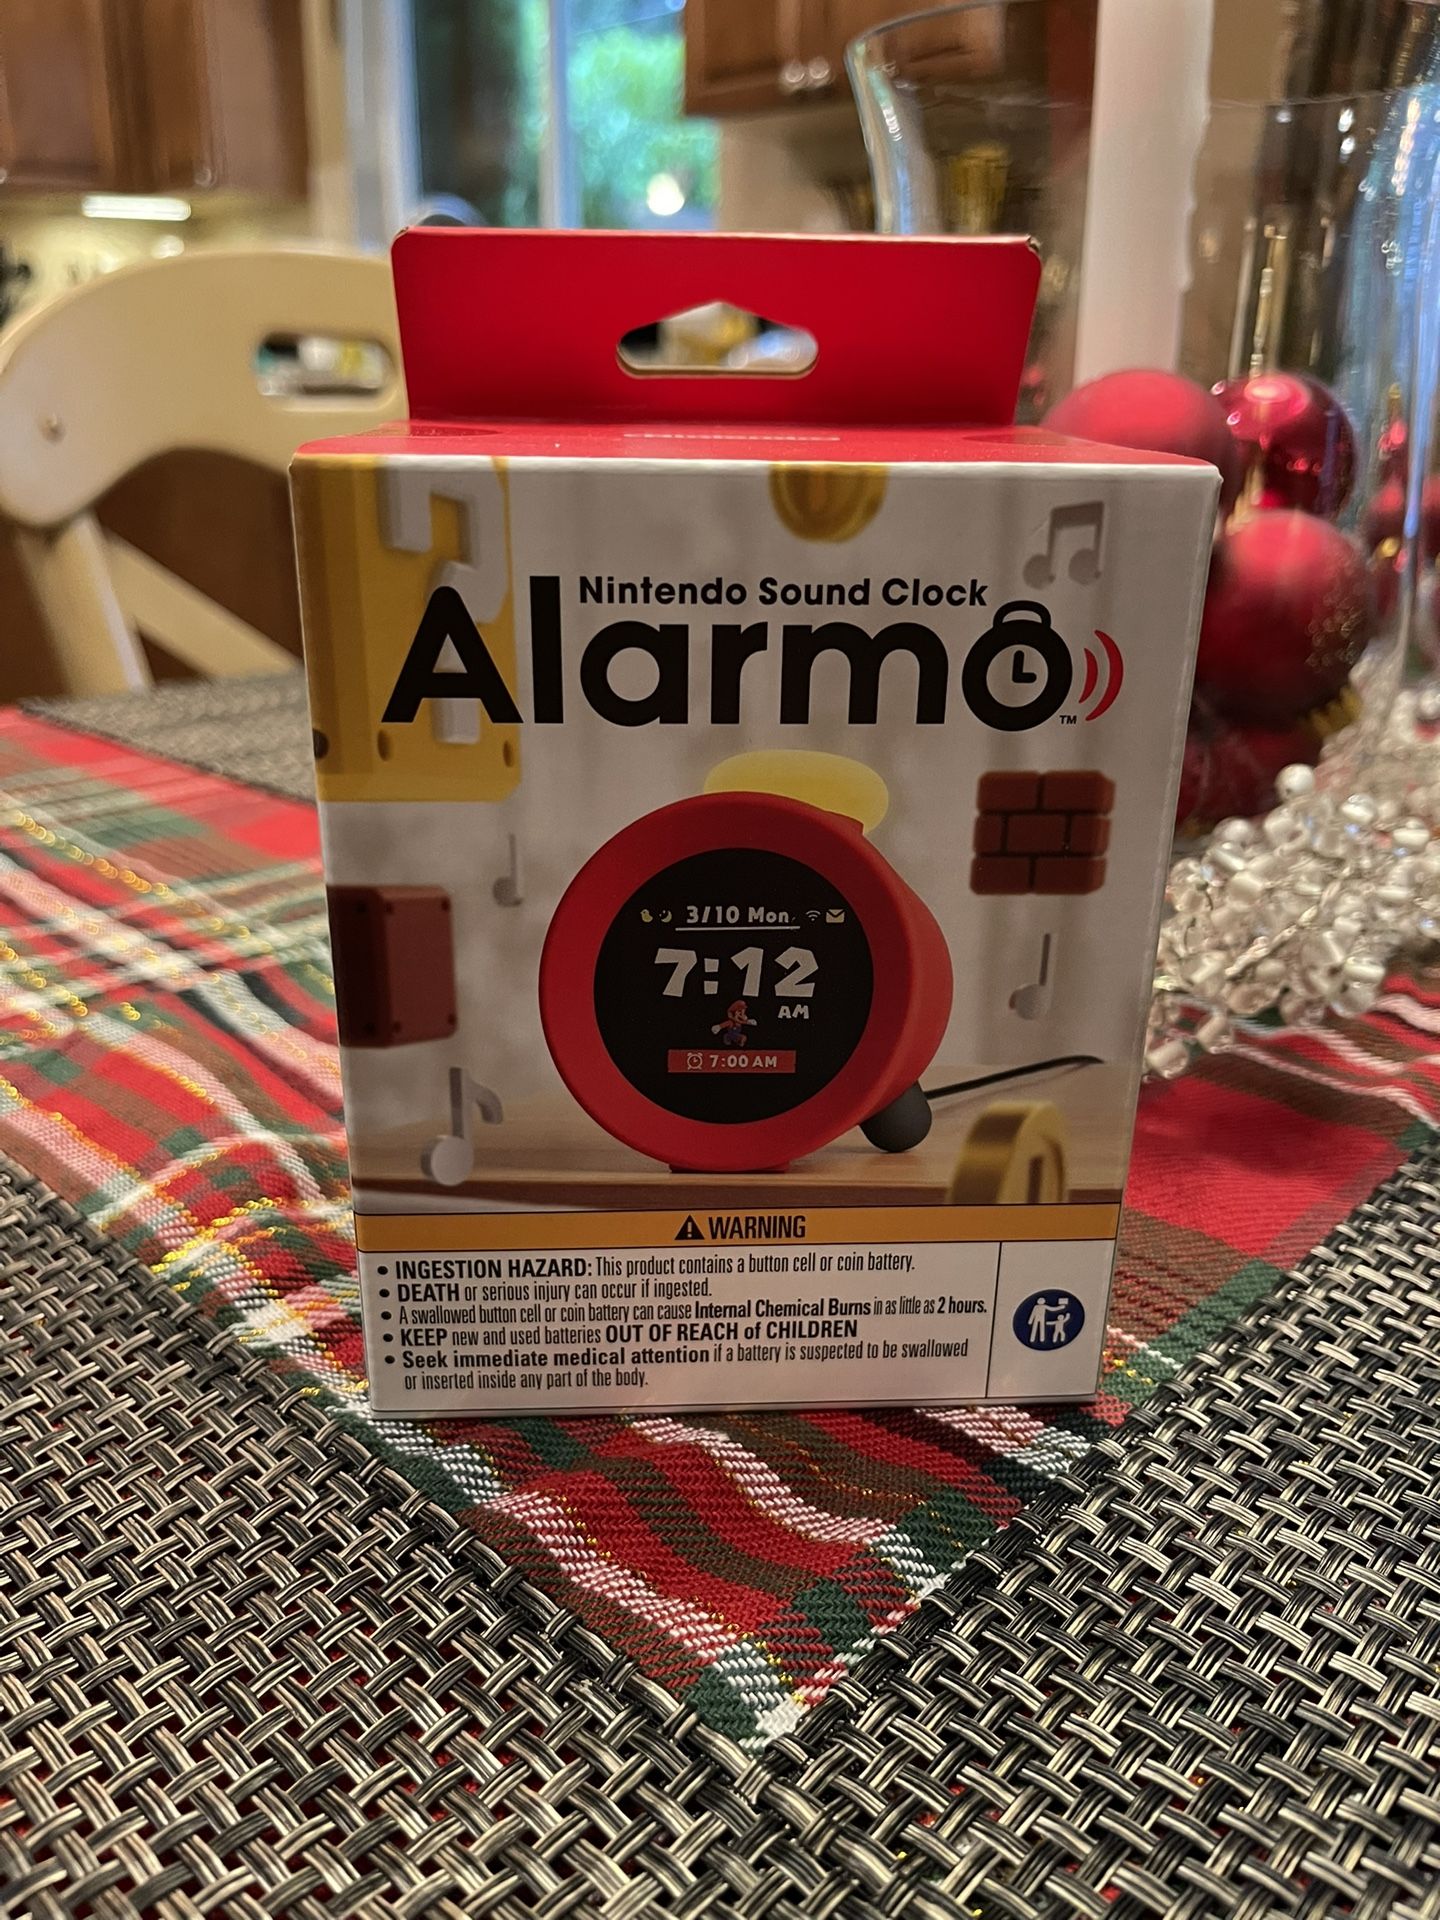 Nintendo Sound Clock
Alarmo
TM
3/10 Mon.
7:12
AM
7:00 AM
WARNING
• INGESTION HAZARD: This product contains a button cell or coin battery.
• DEATH or serious injury can occur if ingested.
• A swallowed button cell or coin battery can cause Internal Chemical Burns in as little as 2 hours.
• KEEP new and used batteries OUT OF REACH of CHILDREN
• Seek immediate medical attention if a battery is suspected to be swallowed
or inserted inside any part of the body.